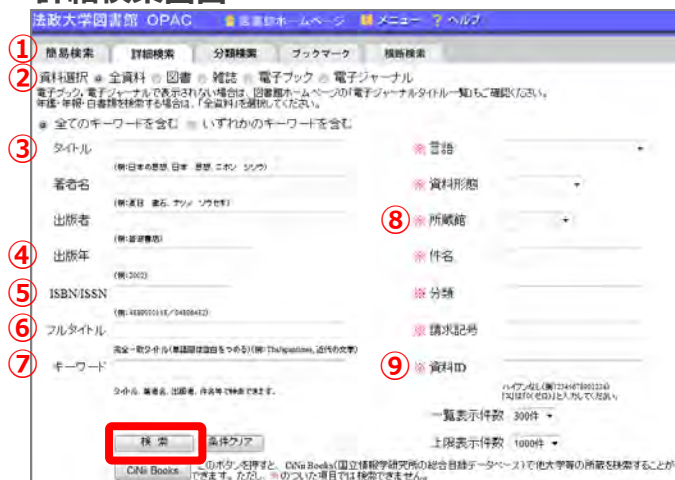 法政大学図書館 OPAC 図書館ホームページ メニュー ? ヘルプ
① 簡易検索 詳細検索 分類検索 ブックマーク 横断検索
② 資料選択 全資料 図書 雑誌 電子ブック 電子ジャーナル
電子ブック、電子ジャーナルで表示されない場合は、図書館ホームページの「電子ジャーナルタイトル一覧」もご確認ください。
年鑑・年報・白書類を検索する場合は、「全資料」を選択してください。
全てのキーワードを含む いずれかのキーワードを含む
③ タイトル ※ 言語
(例:日本の思想, 日本 思想, ニホン シソウ)
著者名 ※ 資料形態
(例:夏目 漱石, ナツメ ソウセキ)
出版者 ⑧ ※ 所蔵館
(例:岩波書店)
④ 出版年 ※ 件名
(例:2002)
⑤ ISBN/ISSN ※ 分類
⑥ フルタイトル ※ 請求記号
完全一致タイトル(単語間は空白をつめる)
⑦ キーワード ⑨ ※ 資料ID
タイトル, 著者名, 出版者, 件名等で検索できます。
一覧表示件数 300件
検 索 条件クリア 上限表示件数 1000件
CiNii Books このボタンを押すと、CiNii Books(国立情報学研究所の総合目録データベース)で他大学等の所蔵を検索することが
できます。ただし、※のついた項目では検索できません。